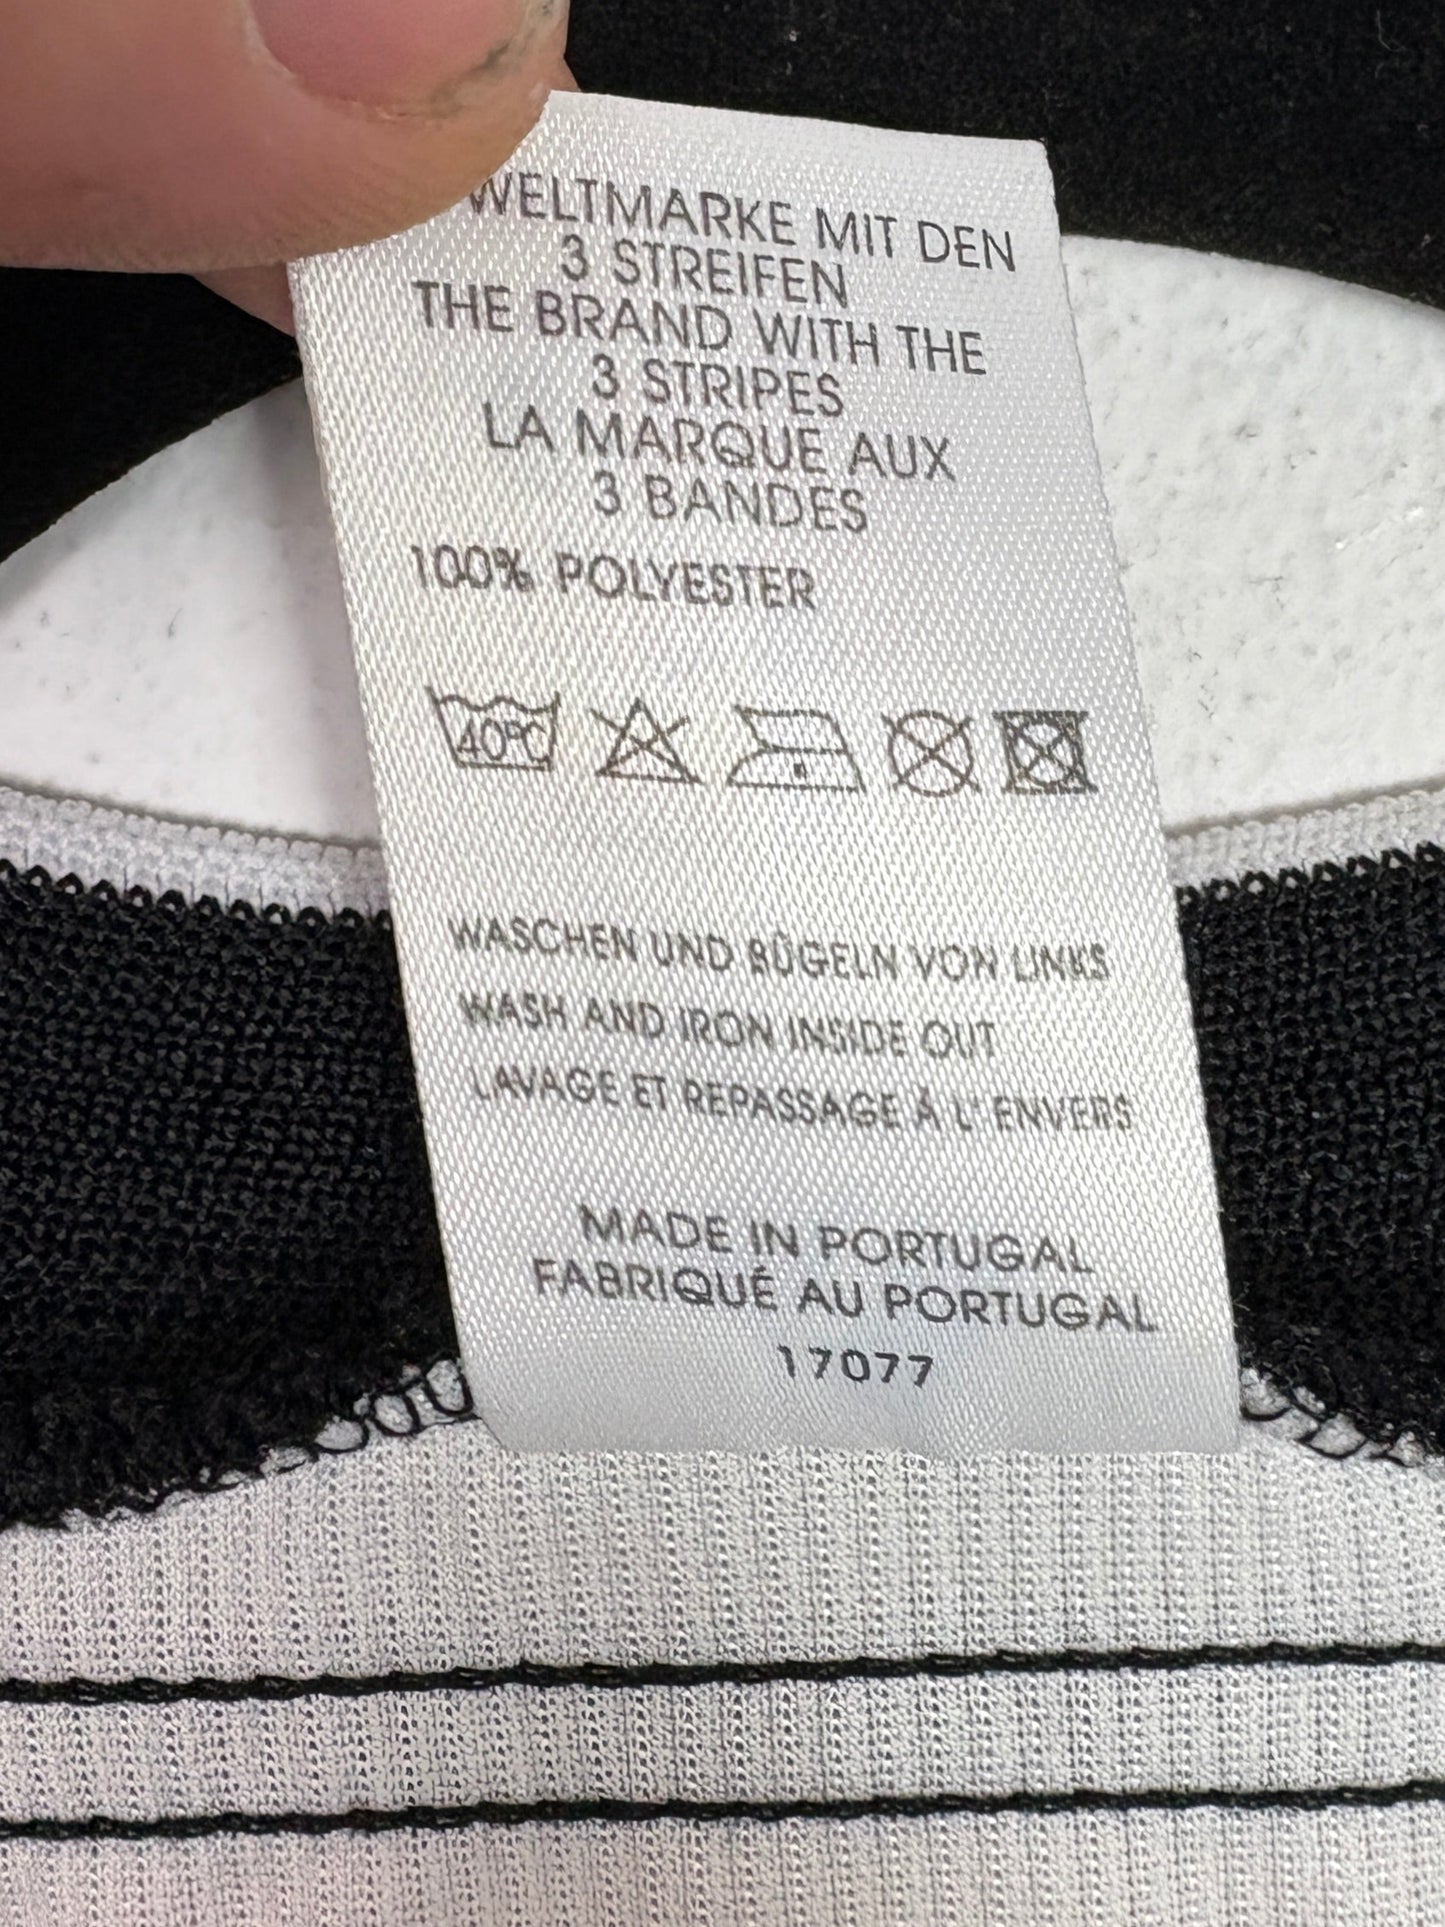 WELTMARKE MIT DEN
3 STREIFEN
THE BRAND WITH THE
3 STRIPES
LA MARQUE AUX
3 BANDES
100% POLYESTER
40°C
WASCHEN UND BÜGELN VON LINKS
WASH AND IRON INSIDE OUT
LAVAGE ET REPASSAGE À L'ENVERS
MADE IN PORTUGAL
FABRIQUÉ AU PORTUGAL
17077